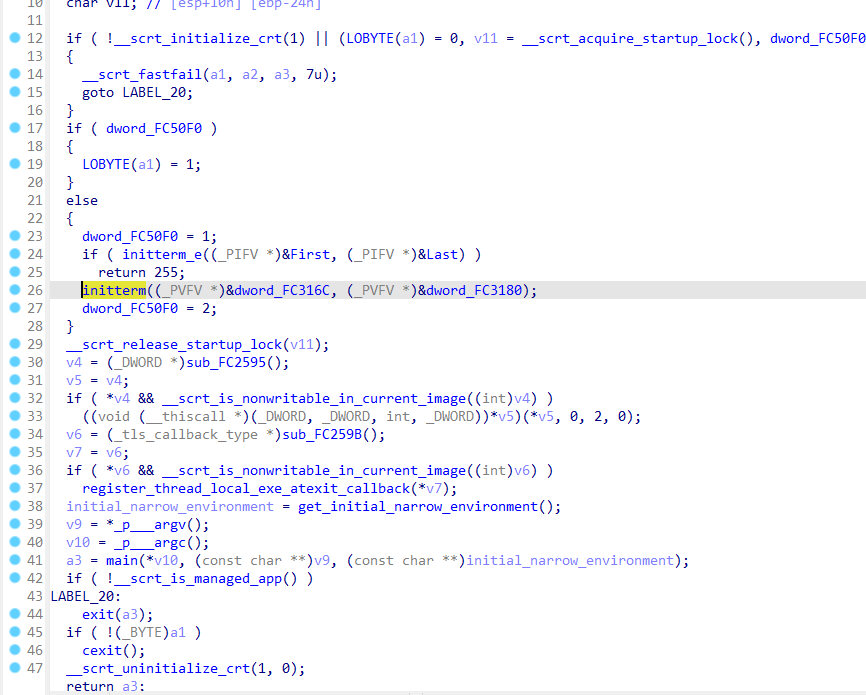 10 char v11; // [esp+10h] [ebp-24h]
11
12 if ( !__scrt_initialize_crt(1) || (LOBYTE(a1) = 0, v11 = __scrt_acquire_startup_lock(), dword_FC50F0
13 {
14 __scrt_fastfail(a1, a2, a3, 7u);
15 goto LABEL_20;
16 }
17 if ( dword_FC50F0 )
18 {
19 LOBYTE(a1) = 1;
20 }
21 else
22 {
23 dword_FC50F0 = 1;
24 if ( initterm_e((_PIFV *)&First, (_PIFV *)&Last) )
25 return 255;
26 initterm((_PVFV *)&dword_FC316C, (_PVFV *)&dword_FC3180);
27 dword_FC50F0 = 2;
28 }
29 __scrt_release_startup_lock(v11);
30 v4 = (_DWORD *)sub_FC2595();
31 v5 = v4;
32 if ( *v4 && __scrt_is_nonwritable_in_current_image((int)v4) )
33 ((void (__thiscall *)(_DWORD, _DWORD, int, _DWORD))*v5)(*v5, 0, 2, 0);
34 v6 = (_tls_callback_type *)sub_FC259B();
35 v7 = v6;
36 if ( *v6 && __scrt_is_nonwritable_in_current_image((int)v6) )
37 register_thread_local_exe_atexit_callback(*v7);
38 initial_narrow_environment = get_initial_narrow_environment();
39 v9 = *_p___argv();
40 v10 = _p___argc();
41 a3 = main(*v10, (const char **)v9, (const char **)initial_narrow_environment);
42 if ( !__scrt_is_managed_app() )
43 LABEL_20:
44 exit(a3);
45 if ( !(_BYTE)a1 )
46 cexit();
47 __scrt_uninitialize_crt(1, 0);
return a3;